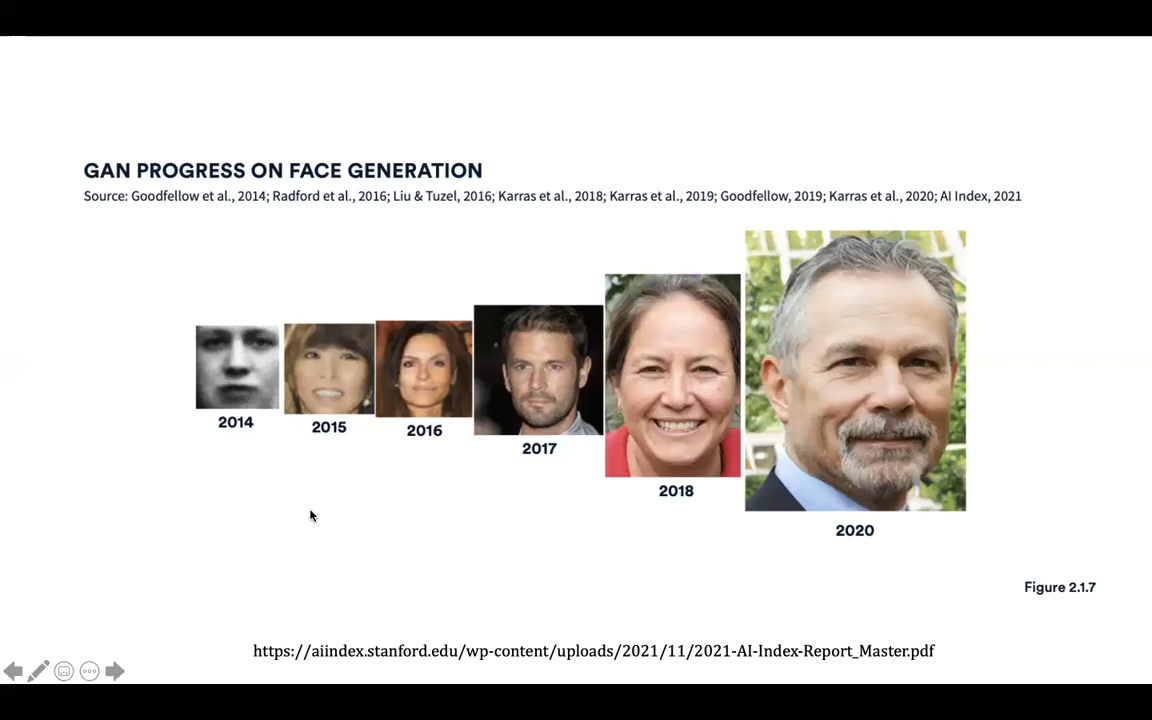 GAN PROGRESS ON FACE GENERATION
Source: Goodfellow et al., 2014; Radford et al., 2016; Liu & Tuzel, 2016; Karras et al., 2018; Karras et al., 2019; Goodfellow, 2019; Karras et al., 2020; AI Index, 2021
2014
2015
2016
2017
2018
2020
Figure 2.1.7
https://aiindex.stanford.edu/wp-content/uploads/2021/11/2021-AI-Index-Report_Master.pdf